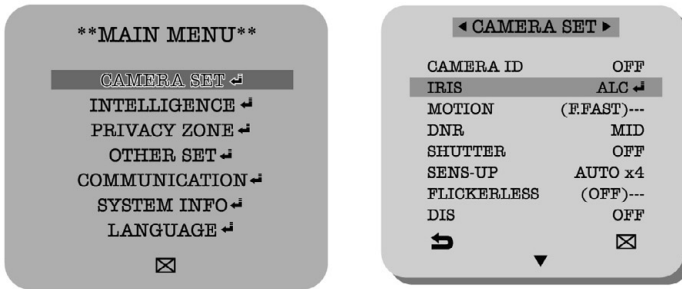 **MAIN MENU**
CAMERA SET ↲
INTELLIGENCE ↲
PRIVACY ZONE ↲
OTHER SET ↲
COMMUNICATION ↲
SYSTEM INFO ↲
LANGUAGE ↲
◄ CAMERA SET ►
CAMERA ID OFF
IRIS ALC ↲
MOTION (F.FAST)---
DNR MID
SHUTTER OFF
SENS-UP AUTO x4
FLICKERLESS (OFF)---
DIS OFF